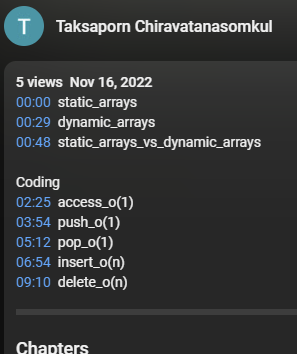 T
Taksaporn Chiravatanasomkul
5 views Nov 16, 2022
00:00 static_arrays
00:29 dynamic_arrays
00:48 static_arrays_vs_dynamic_arrays
Coding
02:25 access_o(1)
03:54 push_o(1)
05:12 pop_o(1)
06:54 insert_o(n)
09:10 delete_o(n)
Chapters